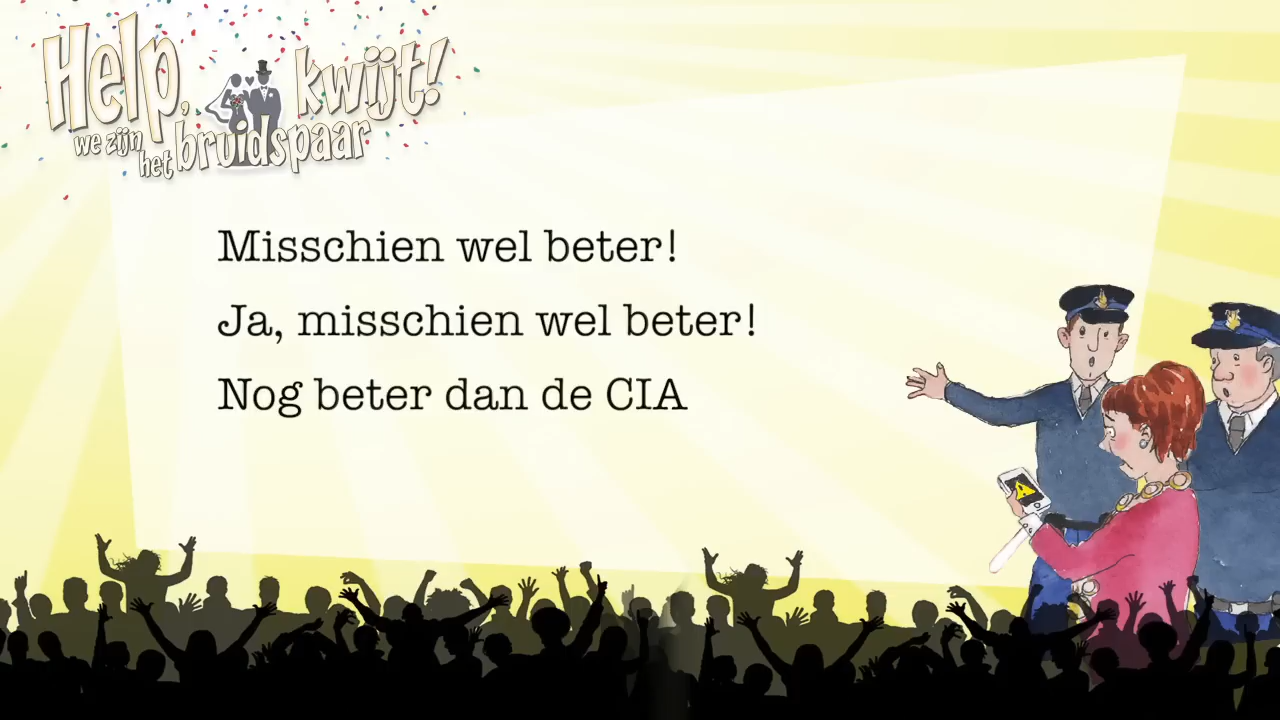 Help, kwijt!
we zijn het bruidspaar
Misschien wel beter!
Ja, misschien wel beter!
Nog beter dan de CIA